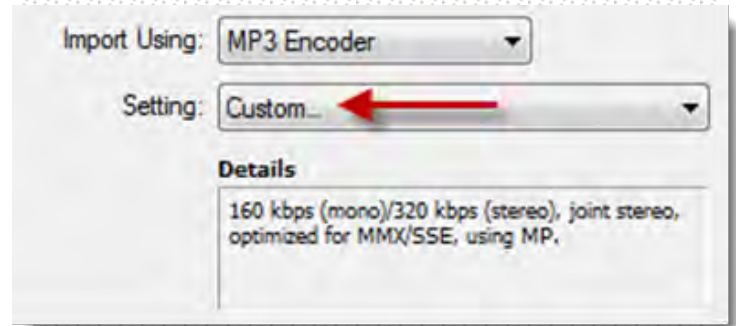 Import Using: MP3 Encoder
Setting: Custom...
Details
160 kbps (mono)/320 kbps (stereo), joint stereo,
optimized for MMX/SSE, using MP.